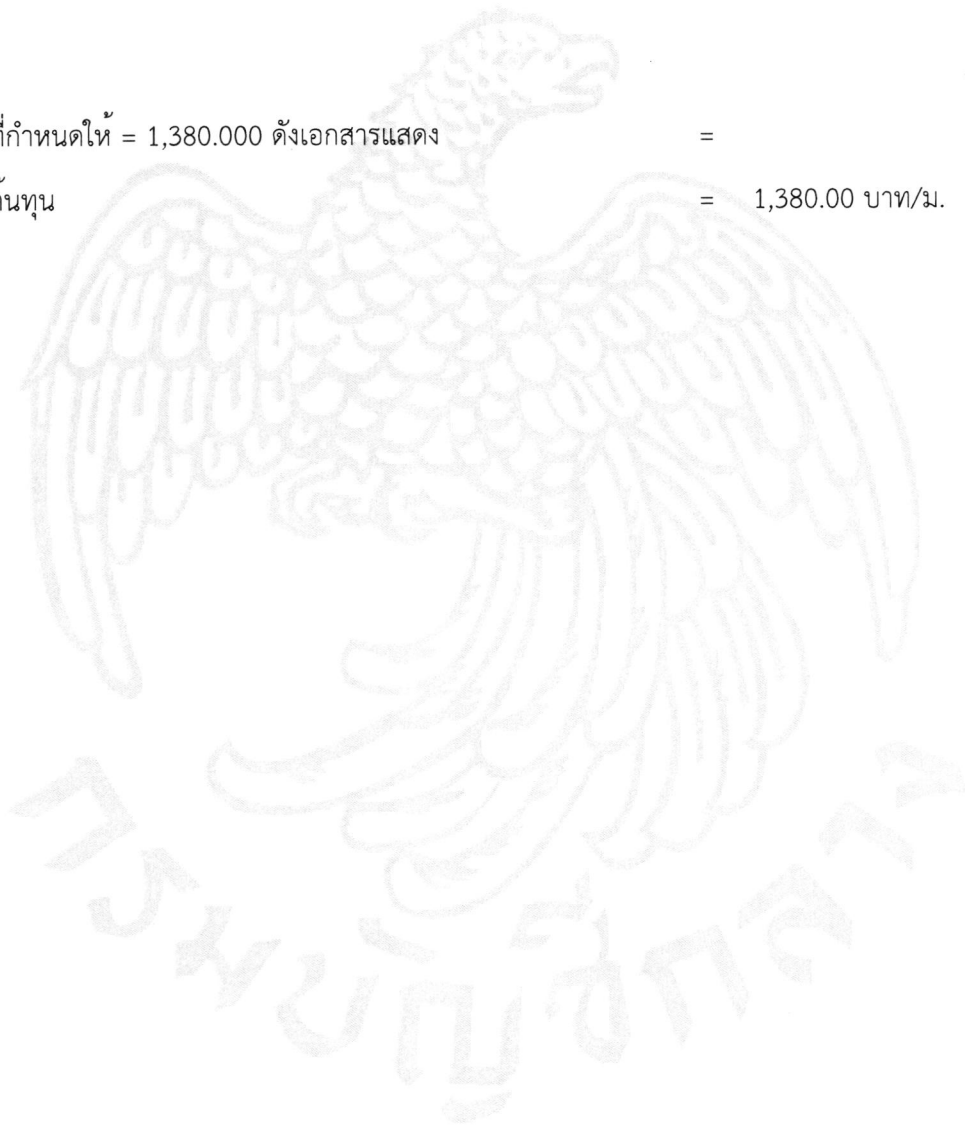 ที่กำหนดให้ = 1,380.000 ดังเอกสารแสดง =
้นทุน = 1,380.00 บาท/ม.
กรมบัญชีกลาง